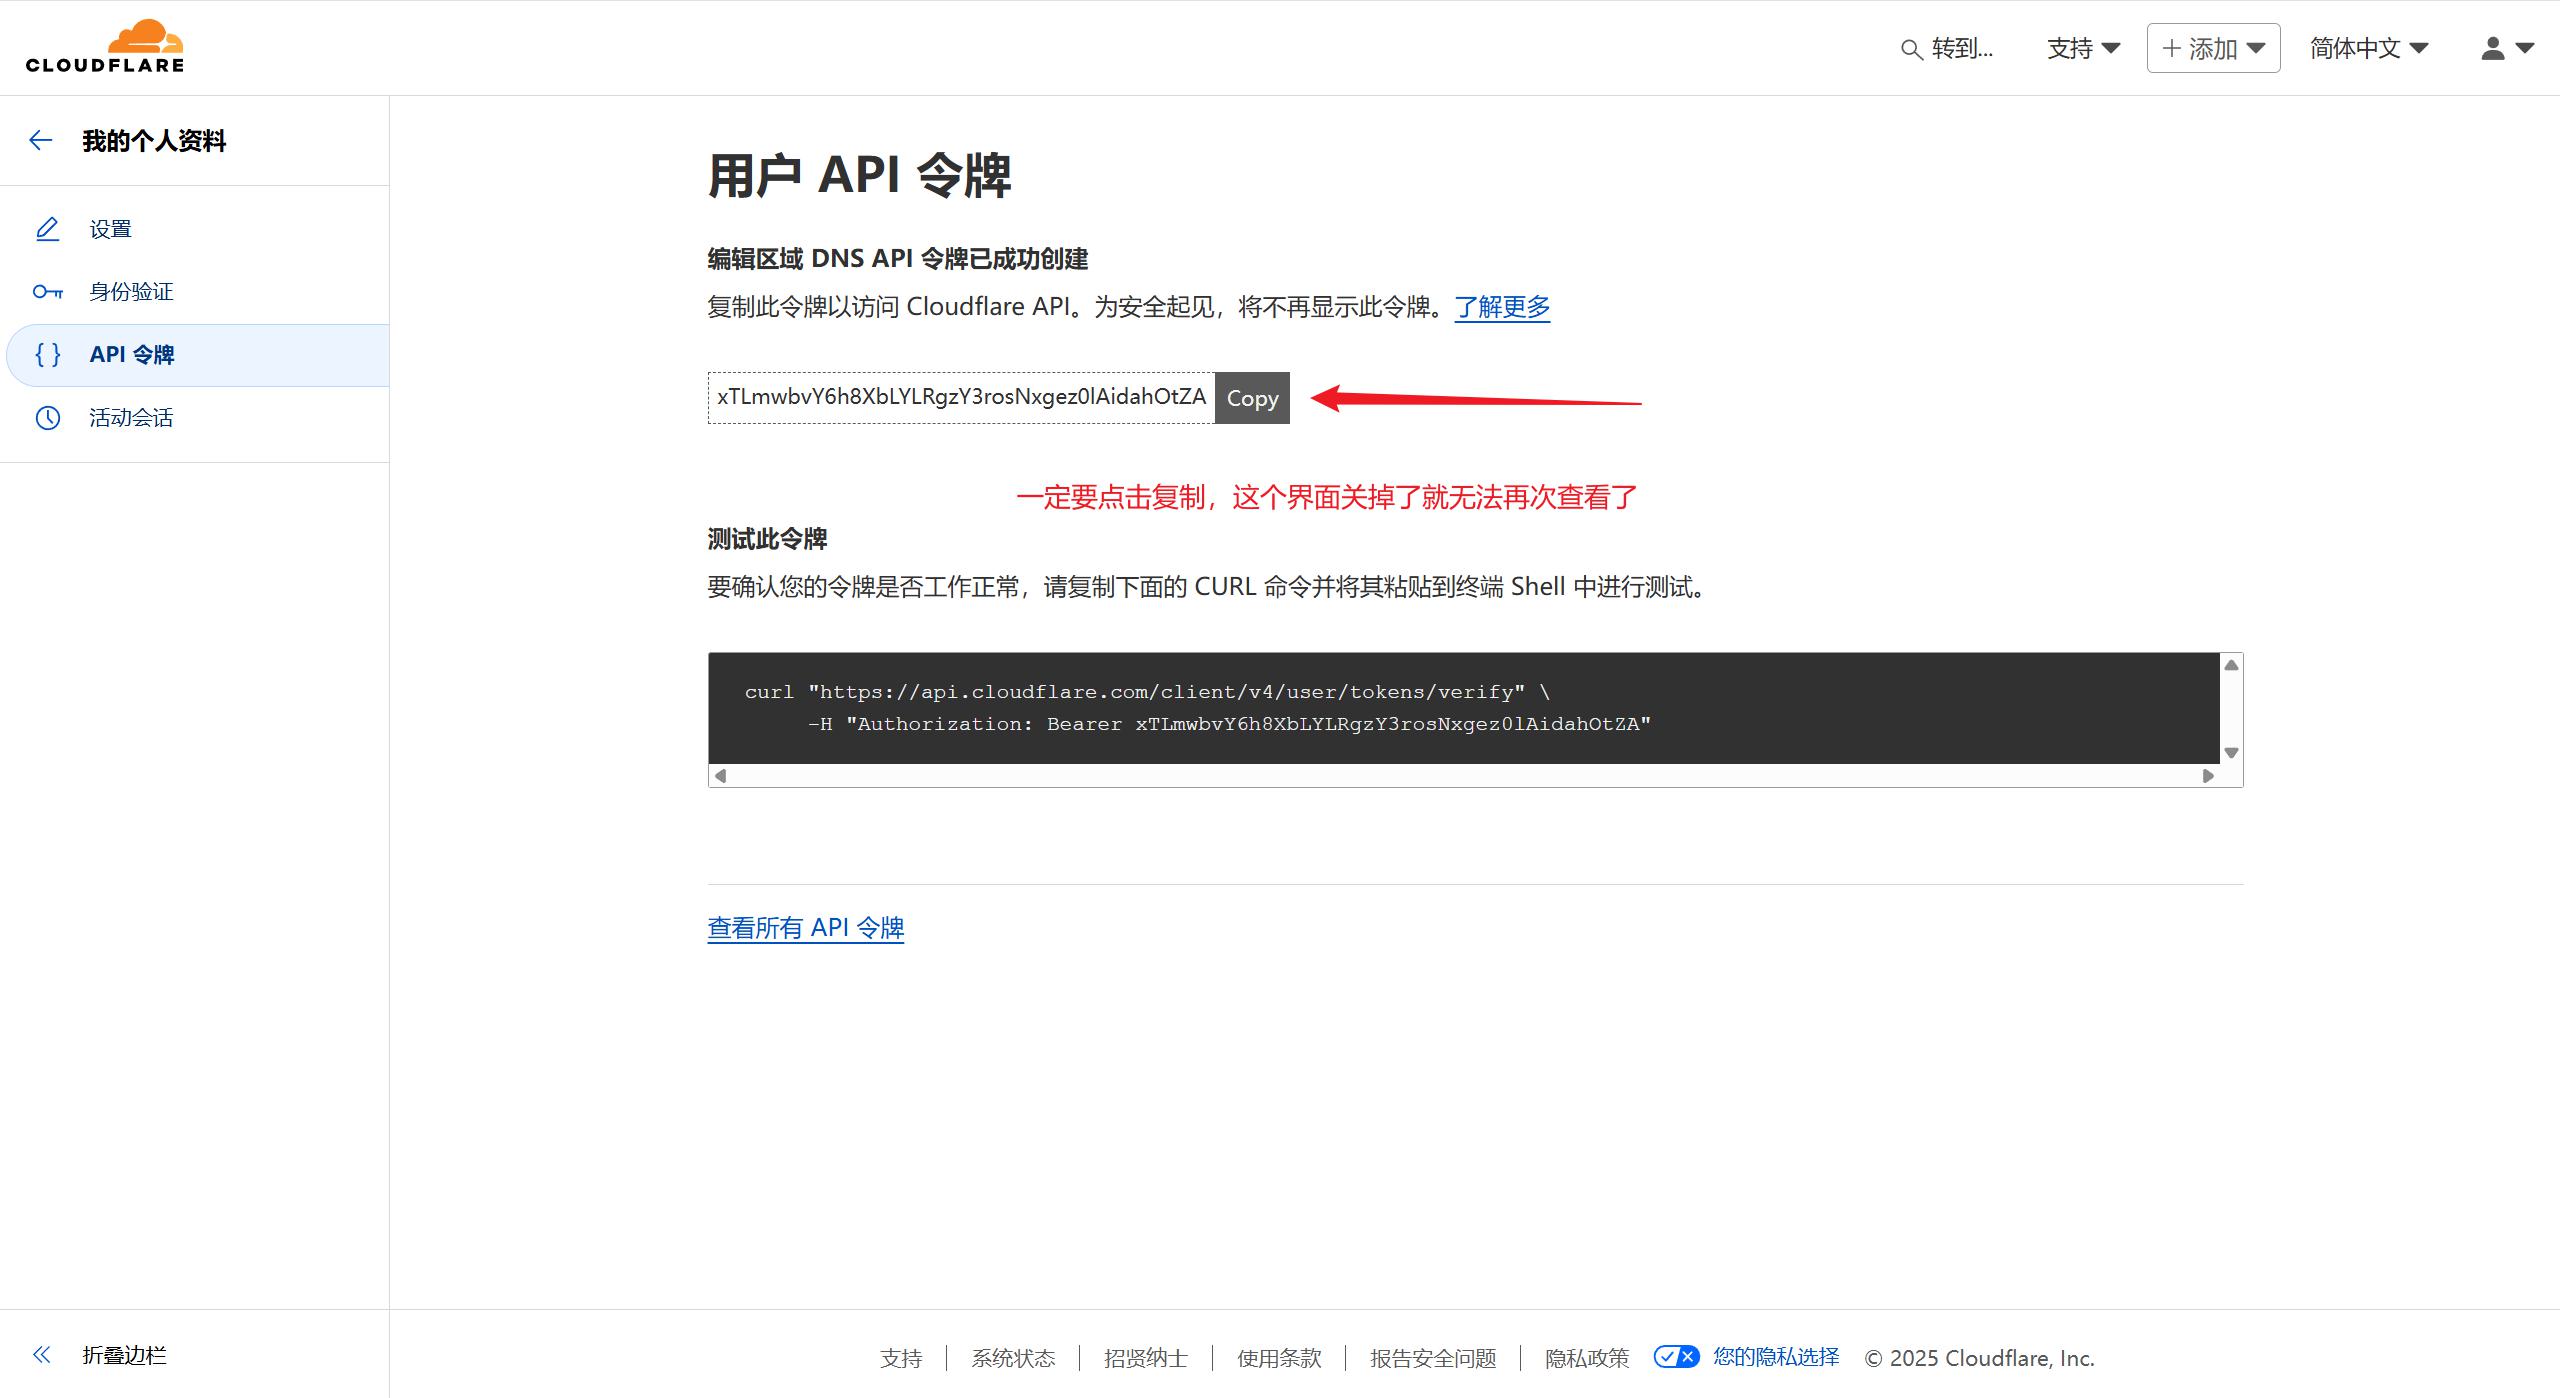 CLOUDFLARE
转到...
支持
添加
简体中文
我的个人资料
设置
身份验证
API 令牌
活动会话
用户 API 令牌
编辑区域 DNS API 令牌已成功创建
复制此令牌以访问 Cloudflare API。为安全起见，将不再显示此令牌。了解更多
xTLmwbvY6h8XbLYLRgzY3rosNxgez0lAidahOtZA
Copy
一定要点击复制，这个界面关掉了就无法再次查看了
测试此令牌
要确认您的令牌是否工作正常，请复制下面的 CURL 命令并将其粘贴到终端 Shell 中进行测试。
curl "https://api.cloudflare.com/client/v4/user/tokens/verify" \
-H "Authorization: Bearer xTLmwbvY6h8XbLYLRgzY3rosNxgez0lAidahOtZA"
查看所有 API 令牌
折叠边栏
支持
系统状态
招贤纳士
使用条款
报告安全问题
隐私政策
您的隐私选择
© 2025 Cloudflare, Inc.